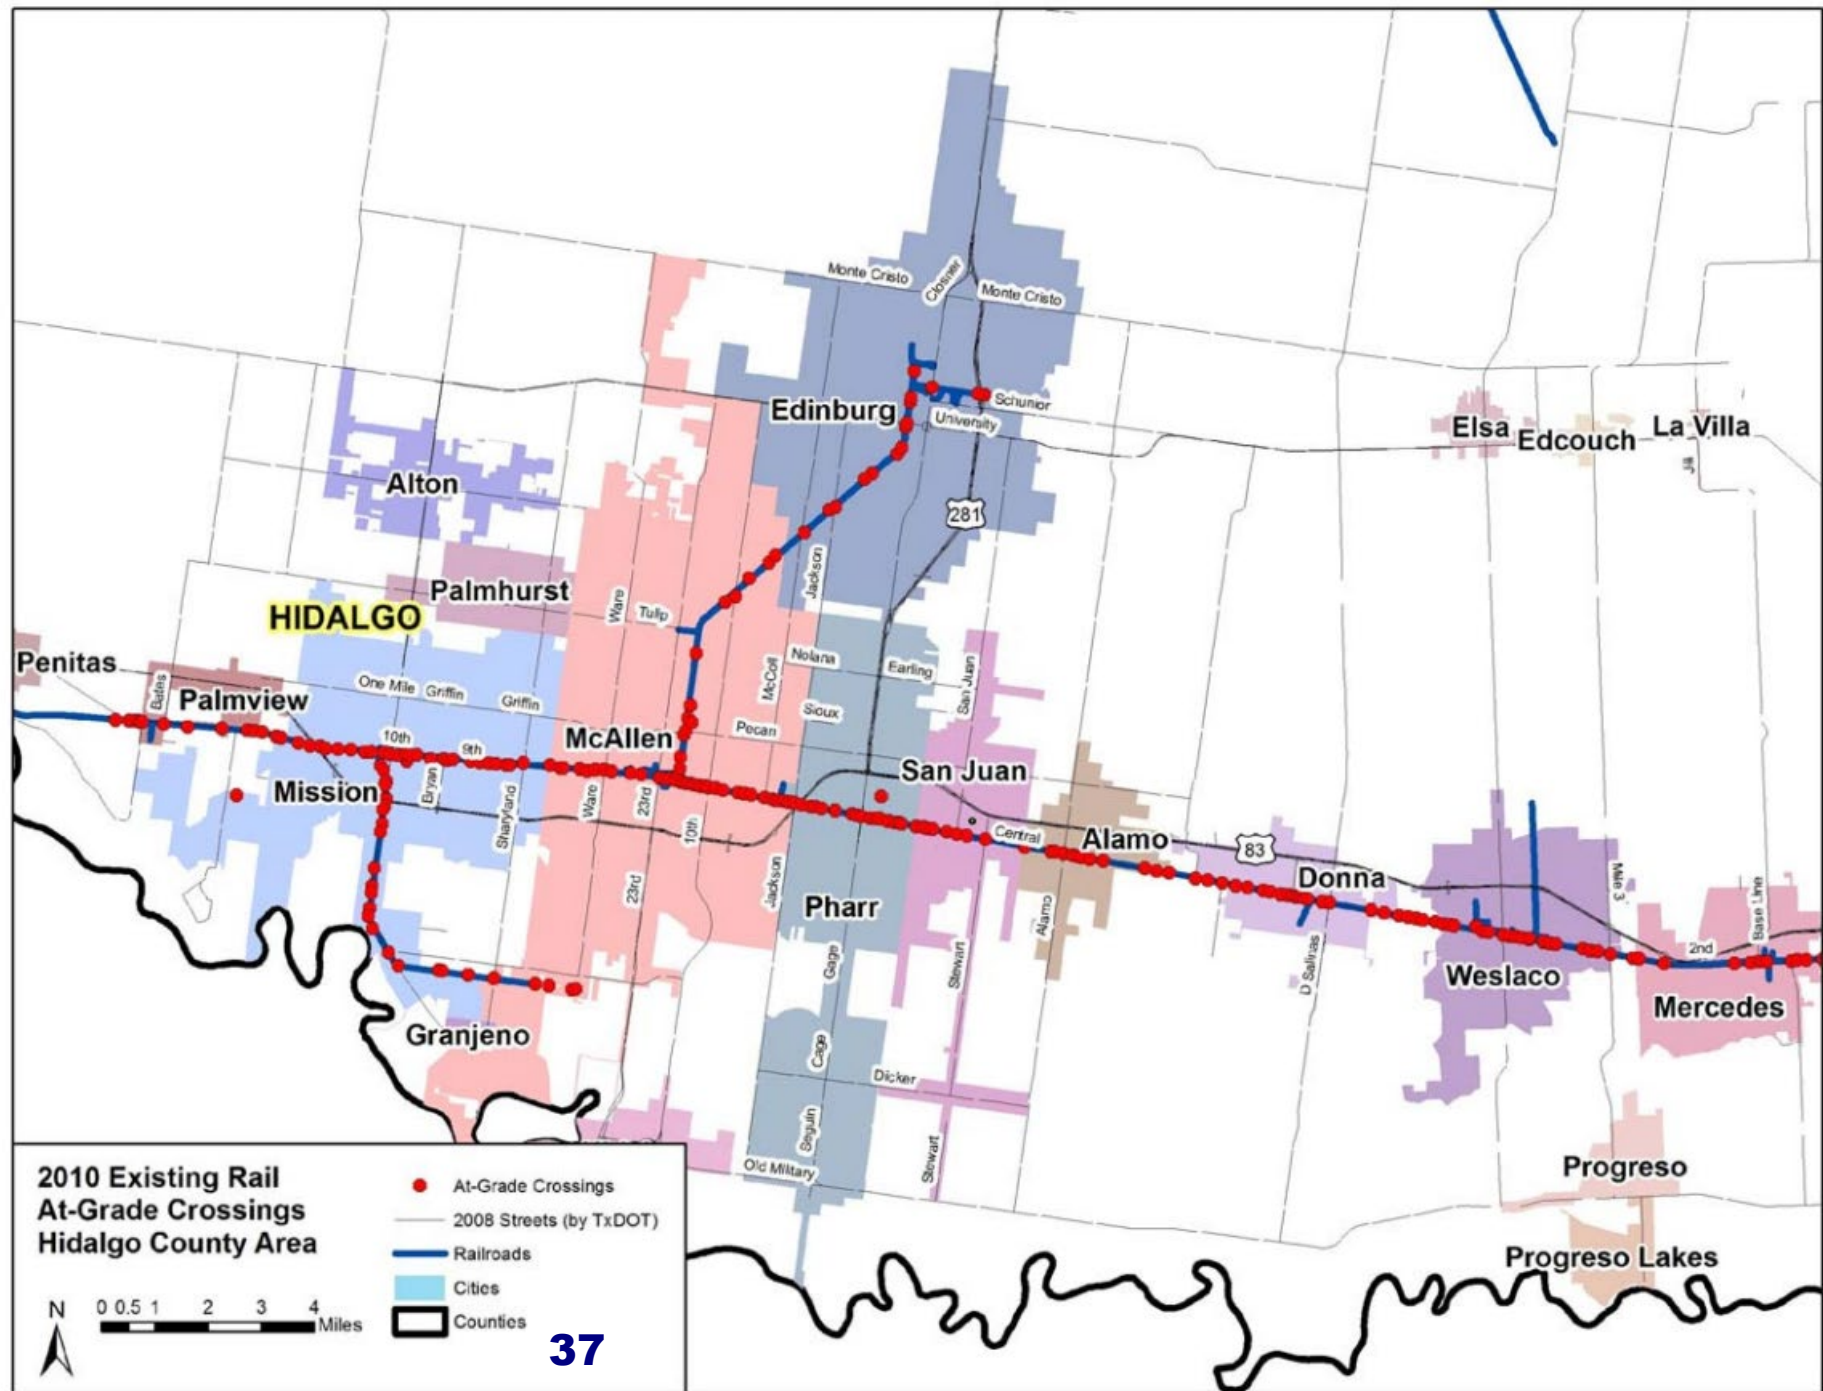 Monte Cristo
Closner
Monte Cristo
Edinburg
Schunior
University
Elsa
Edcouch
La Villa
Jill
Alton
281
Jackson
Palmhurst
HIDALGO
Ware
Tulip
Penitas
Bates
Palmview
One Mile
Griffin
Griffin
McColl
Nolana
Earling
San Juan
Sioux
Pecan
10th
9th
McAllen
San Juan
Mission
Bryan
Sharyland
Ware
23rd
10th
Central
Alamo
83
Donna
Mile 3
Base Line
23rd
Jackson
Pharr
Alamo
Gage
Stewart
D Salinas
2nd
Weslaco
Mercedes
Granjeno
Cage
Dicker
Seguin
Stewart
Old Military
Progreso
Progreso Lakes
2010 Existing Rail
At-Grade Crossings
Hidalgo County Area
At-Grade Crossings
2008 Streets (by TxDOT)
Railroads
Cities
Counties
N
0 0.5 1 2 3 4
Miles
37